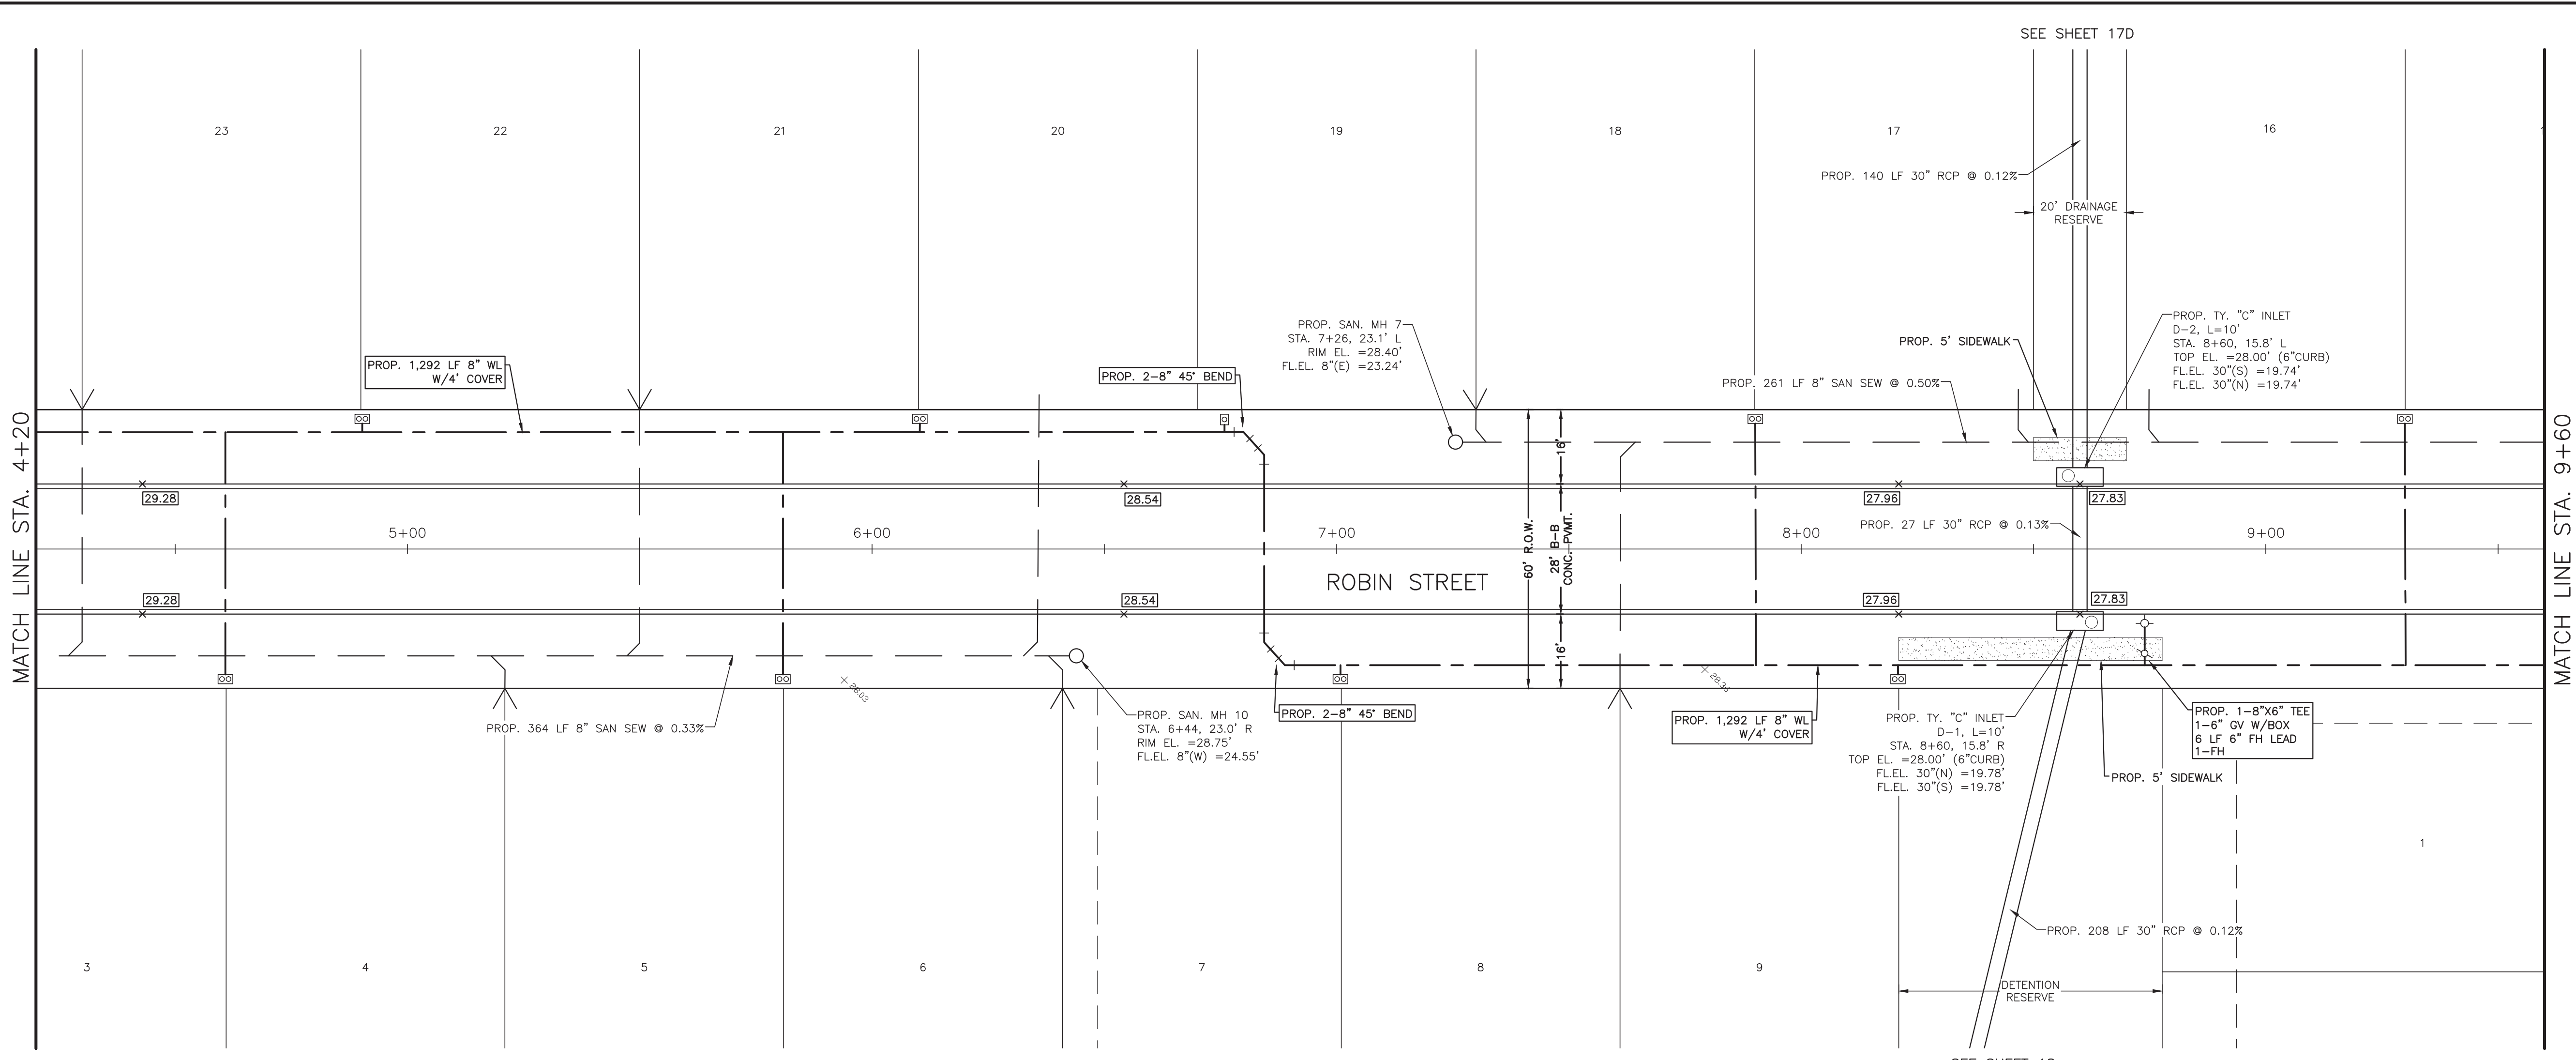 SEE SHEET 17D
23
22
21
20
19
18
17
16
PROP. 140 LF 30" RCP @ 0.12%
20' DRAINAGE
RESERVE
PROP. 1,292 LF 8" WL
W/4' COVER
PROP. 2-8" 45° BEND
PROP. SAN. MH 7
STA. 7+26, 23.1' L
RIM EL. =28.40'
FL.EL. 8"(E) =23.24'
PROP. 5' SIDEWALK
PROP. 261 LF 8" SAN SEW @ 0.50%
PROP. TY. "C" INLET
D-2, L=10'
STA. 8+60, 15.8' L
TOP EL. =28.00' (6"CURB)
FL.EL. 30"(S) =19.74'
FL.EL. 30"(N) =19.74'
MATCH LINE STA. 4+20
MATCH LINE STA. 9+60
16'
29.28
28.54
27.96
27.83
5+00
6+00
7+00
8+00
9+00
60' R.O.W.
28' B-B
CONC. PVMT.
PROP. 27 LF 30" RCP @ 0.13%
ROBIN STREET
29.28
28.54
27.96
27.83
16'
28.03
28.36
PROP. 364 LF 8" SAN SEW @ 0.33%
PROP. SAN. MH 10
STA. 6+44, 23.0' R
RIM EL. =28.75'
FL.EL. 8"(W) =24.55'
PROP. 2-8" 45° BEND
PROP. 1,292 LF 8" WL
W/4' COVER
PROP. TY. "C" INLET
D-1, L=10'
STA. 8+60, 15.8' R
TOP EL. =28.00' (6"CURB)
FL.EL. 30"(N) =19.78'
FL.EL. 30"(S) =19.78'
PROP. 1-8"X6" TEE
1-6" GV W/BOX
6 LF 6" FH LEAD
1-FH
PROP. 5' SIDEWALK
1
PROP. 208 LF 30" RCP @ 0.12%
3
4
5
6
7
8
9
DETENTION
RESERVE